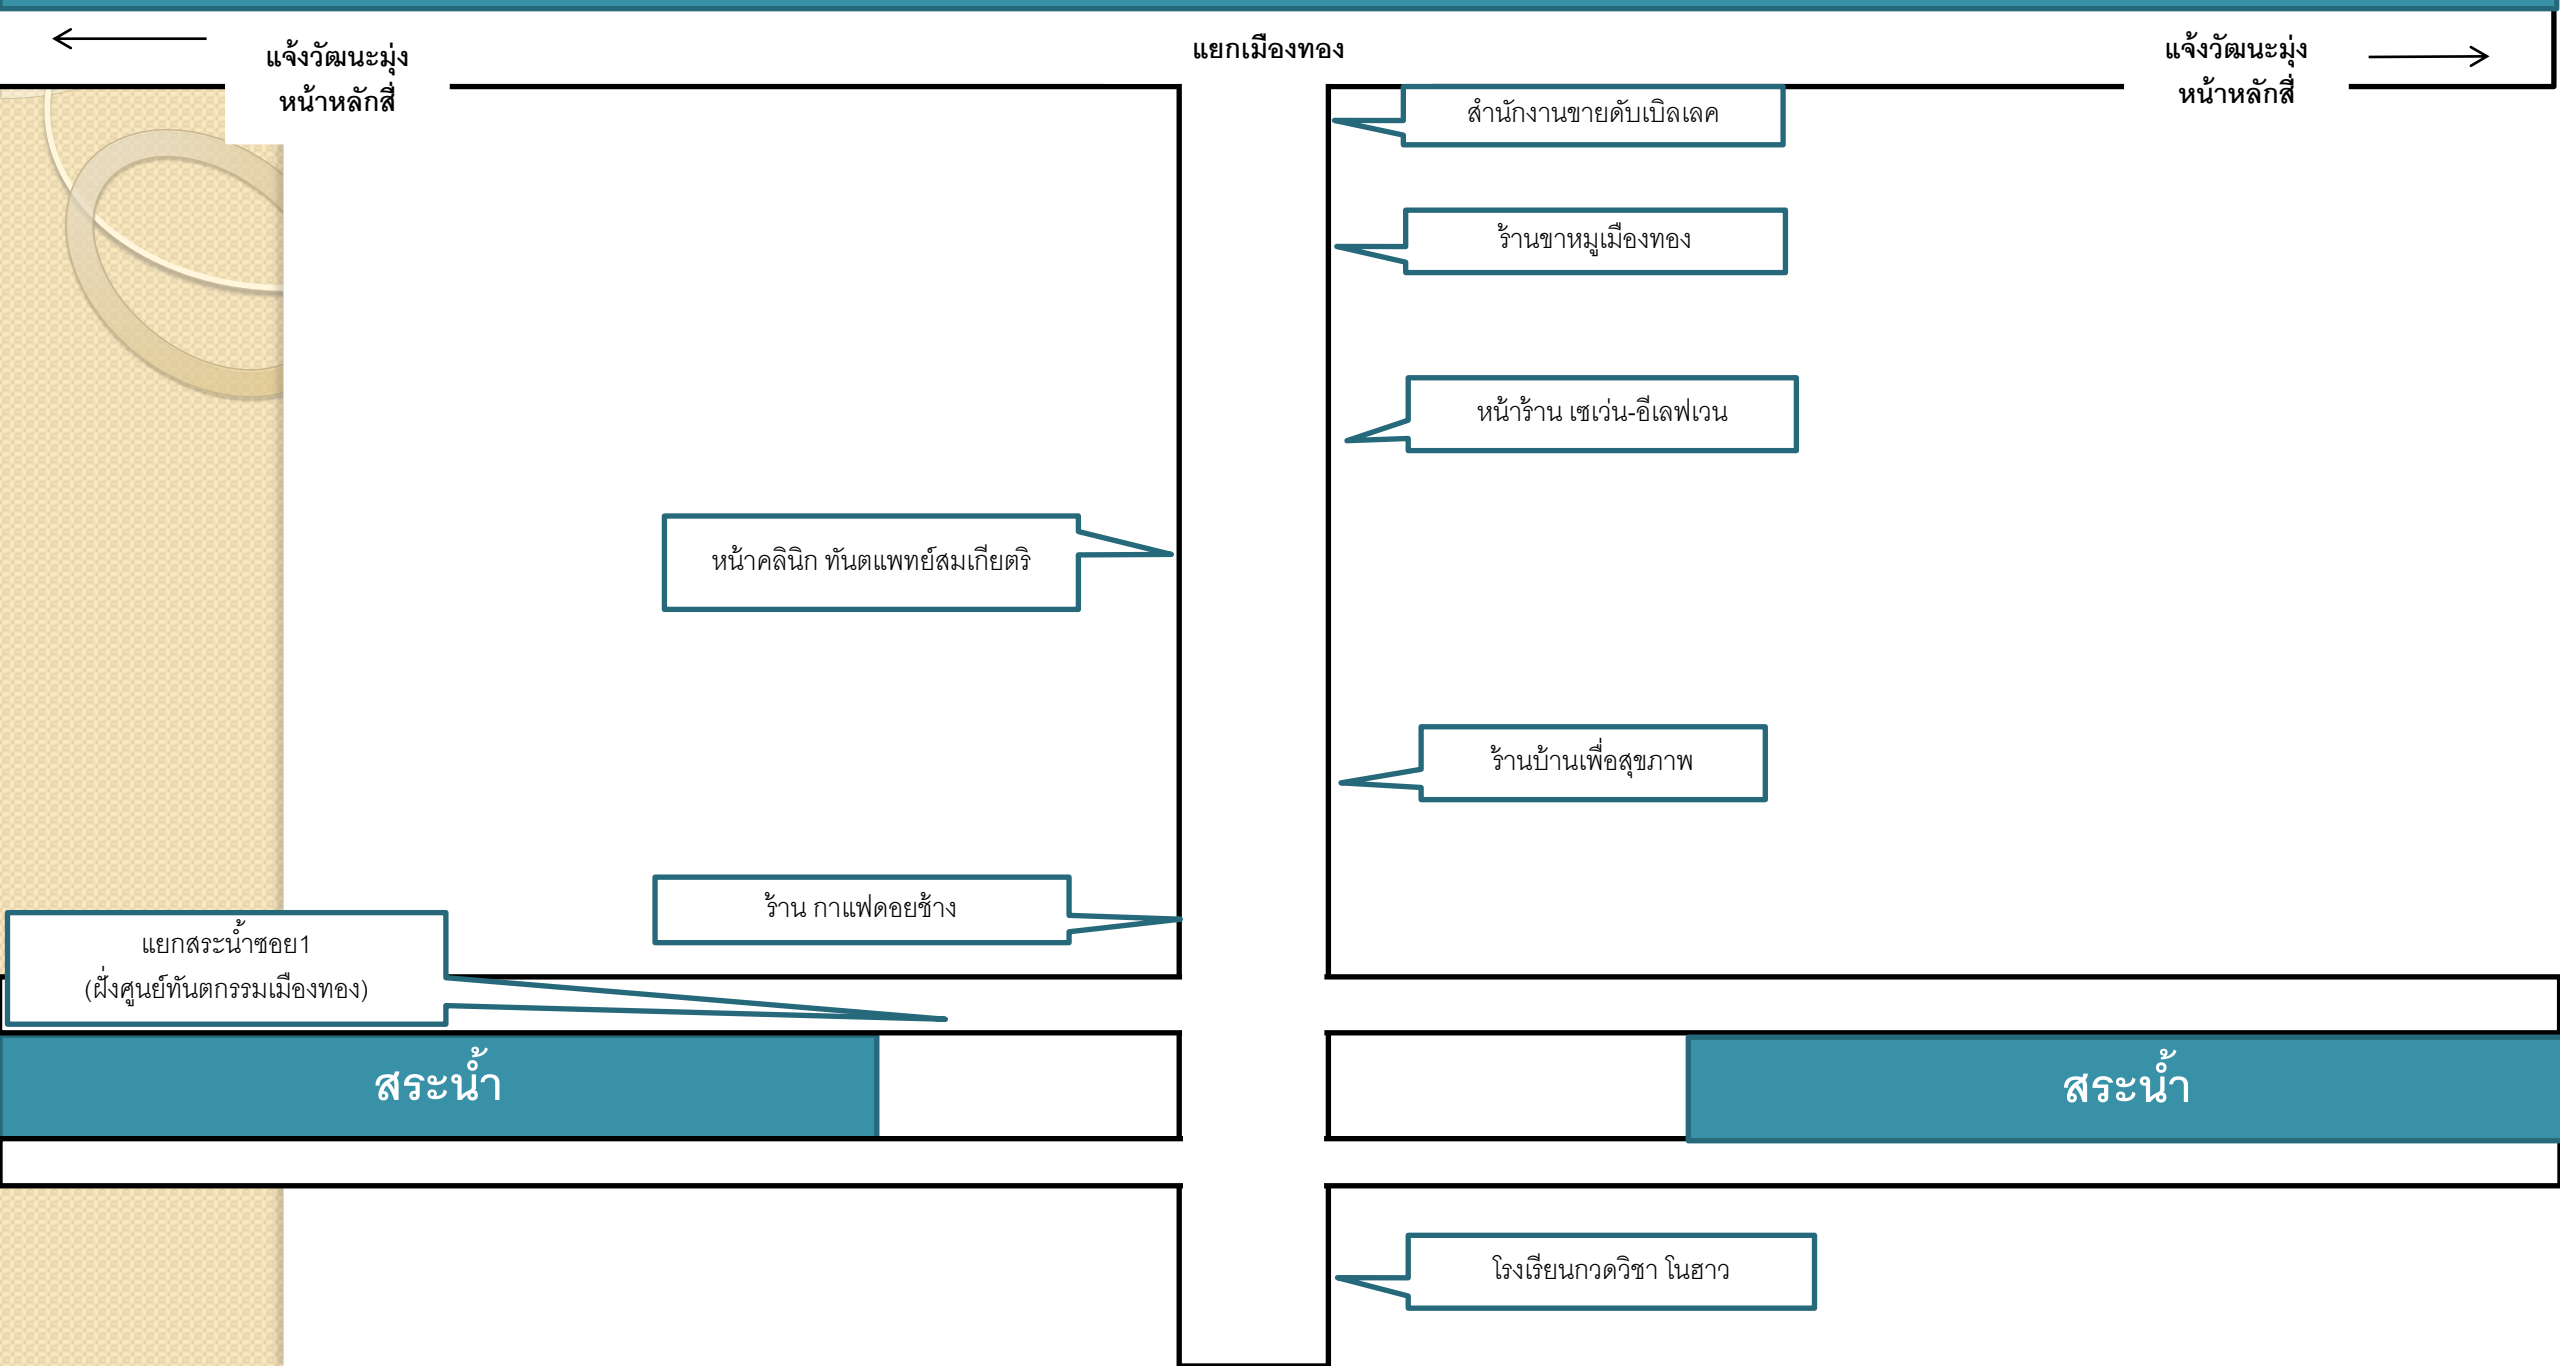 แจ้งวัฒนะมุ่ง
หน้าหลักสี่
แยกเมืองทอง
แจ้งวัฒนะมุ่ง
หน้าหลักสี่
สำนักงานขายดับเบิลเลค
ร้านขาหมูเมืองทอง
หน้าร้าน เซเว่น-อีเลฟเวน
หน้าคลินิก ทันตแพทย์สมเกียตริ
ร้านบ้านเพื่อสุขภาพ
ร้าน กาแฟดอยช้าง
แยกสระน้ำซอย1
(ฝั่งศูนย์ทันตกรรมเมืองทอง)
สระน้ำ
สระน้ำ
โรงเรียนกวดวิชา โนฮาว